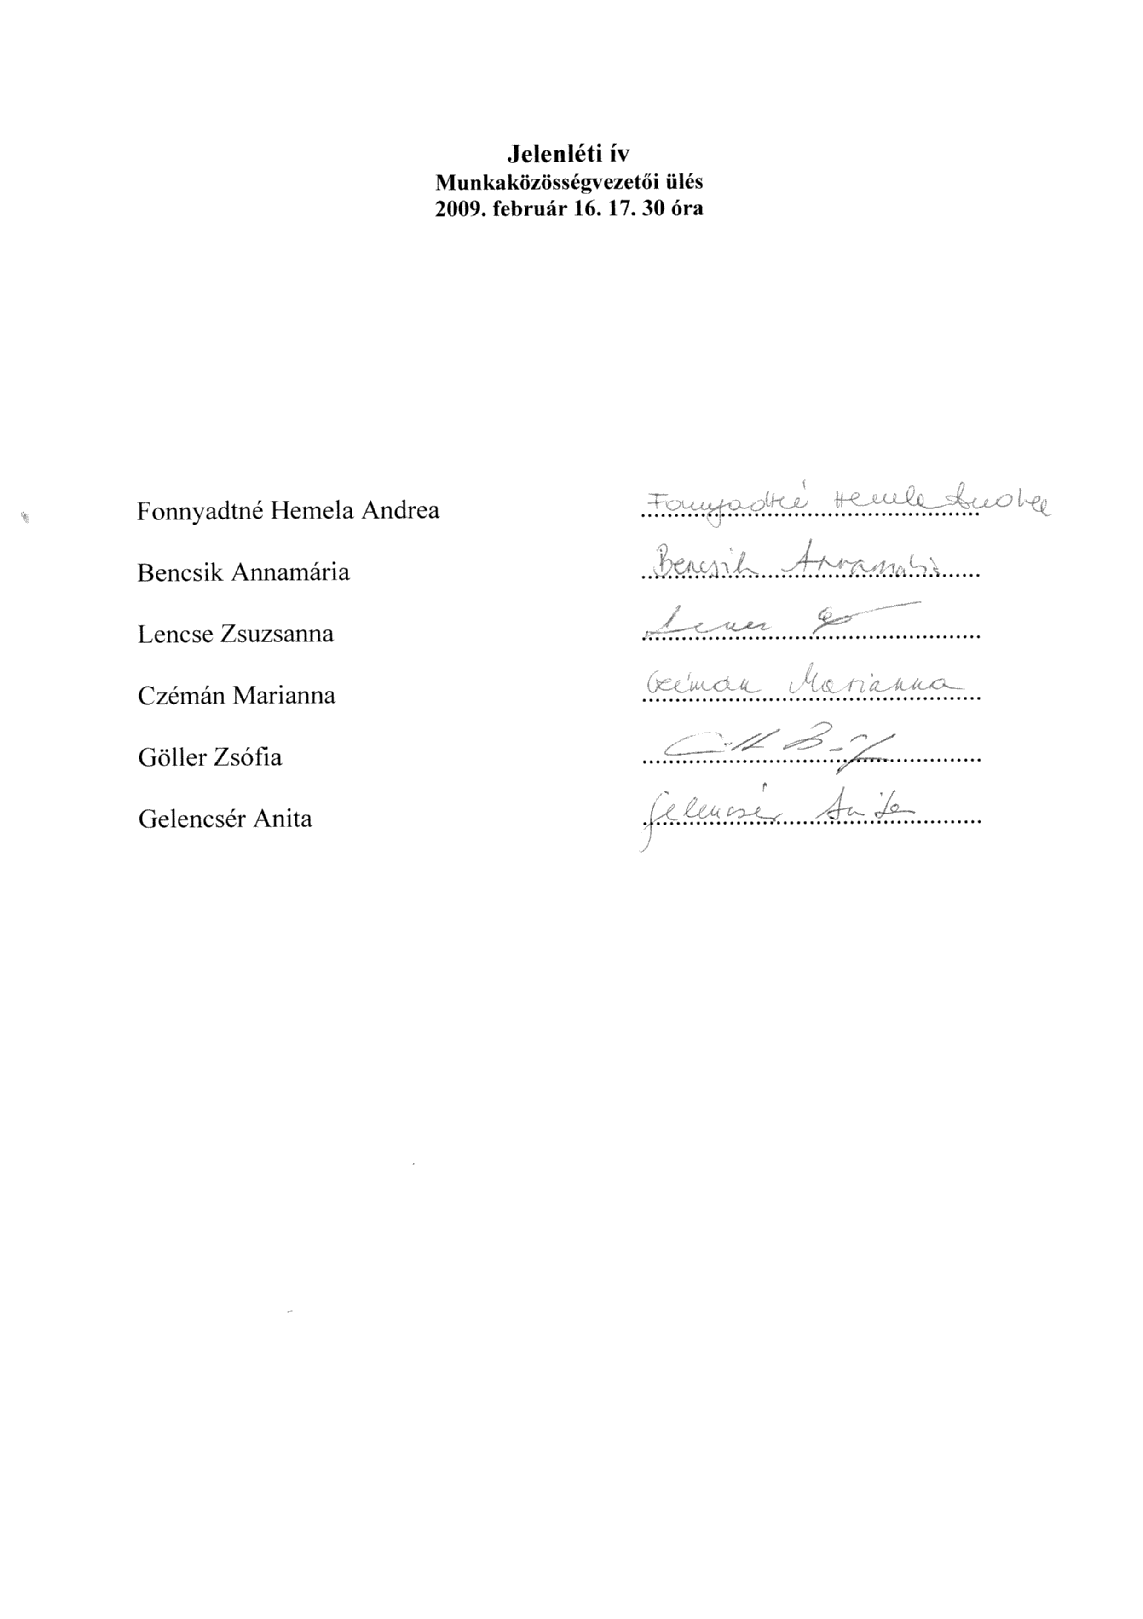 Jelenléti ív
Munkaközösségvezetői ülés
2009. február 16. 17. 30 óra
Fonnyadtné Hemela Andrea Fonnyadtné Hemela Andrea
Bencsik Annamária Bencsik Annamária
Lencse Zsuzsanna
Czémán Marianna Czémán Marianna
Göller Zsófia
Gelencsér Anita Gelencsér Anita